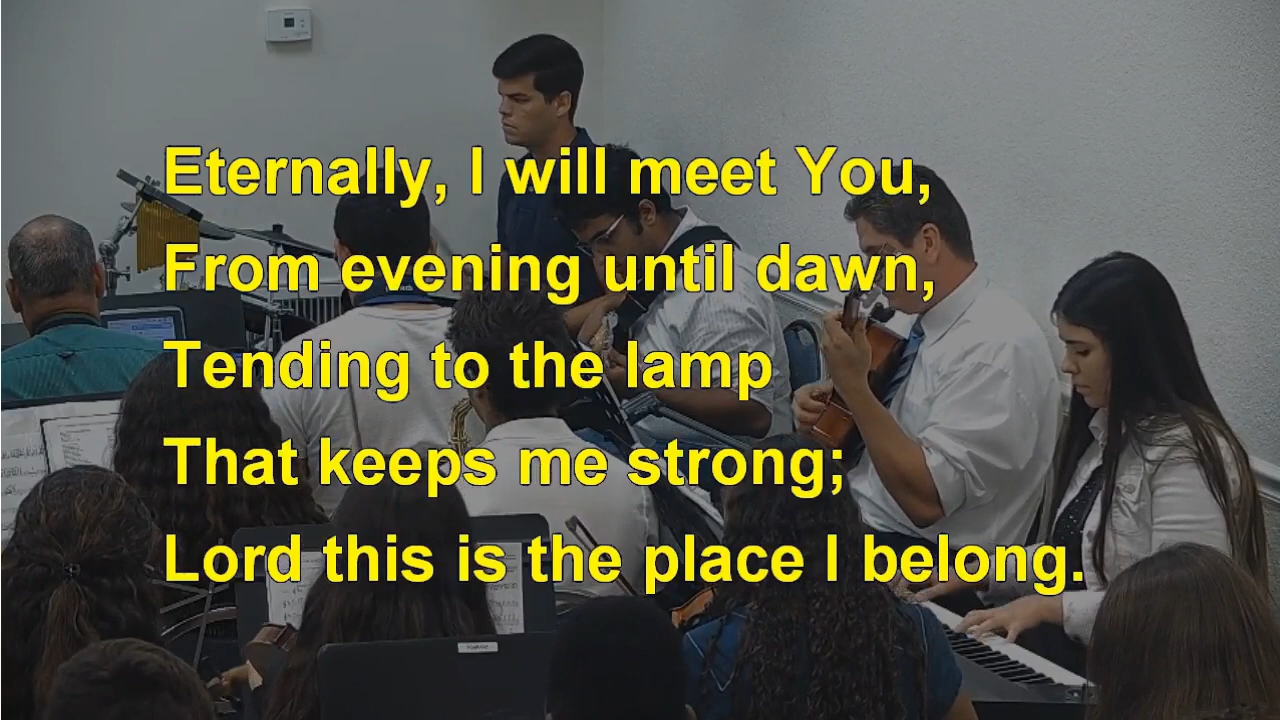 Eternally, I will meet You,
From evening until dawn,
Tending to the lamp
That keeps me strong;
Lord this is the place I belong.